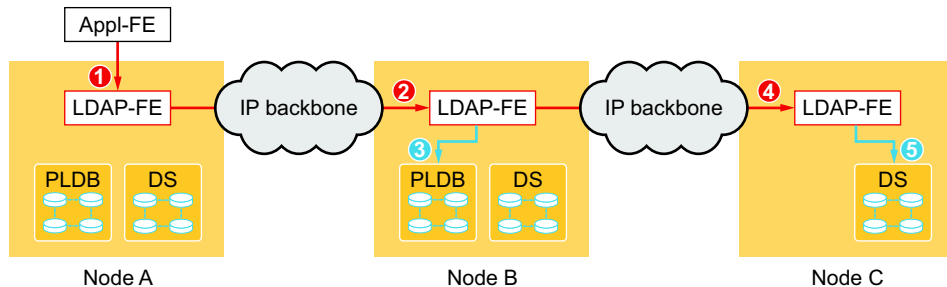 Appl-FE
1
LDAP-FE
IP backbone
2
LDAP-FE
IP backbone
4
LDAP-FE
3
5
PLDB
DS
PLDB
DS
DS
Node A
Node B
Node C